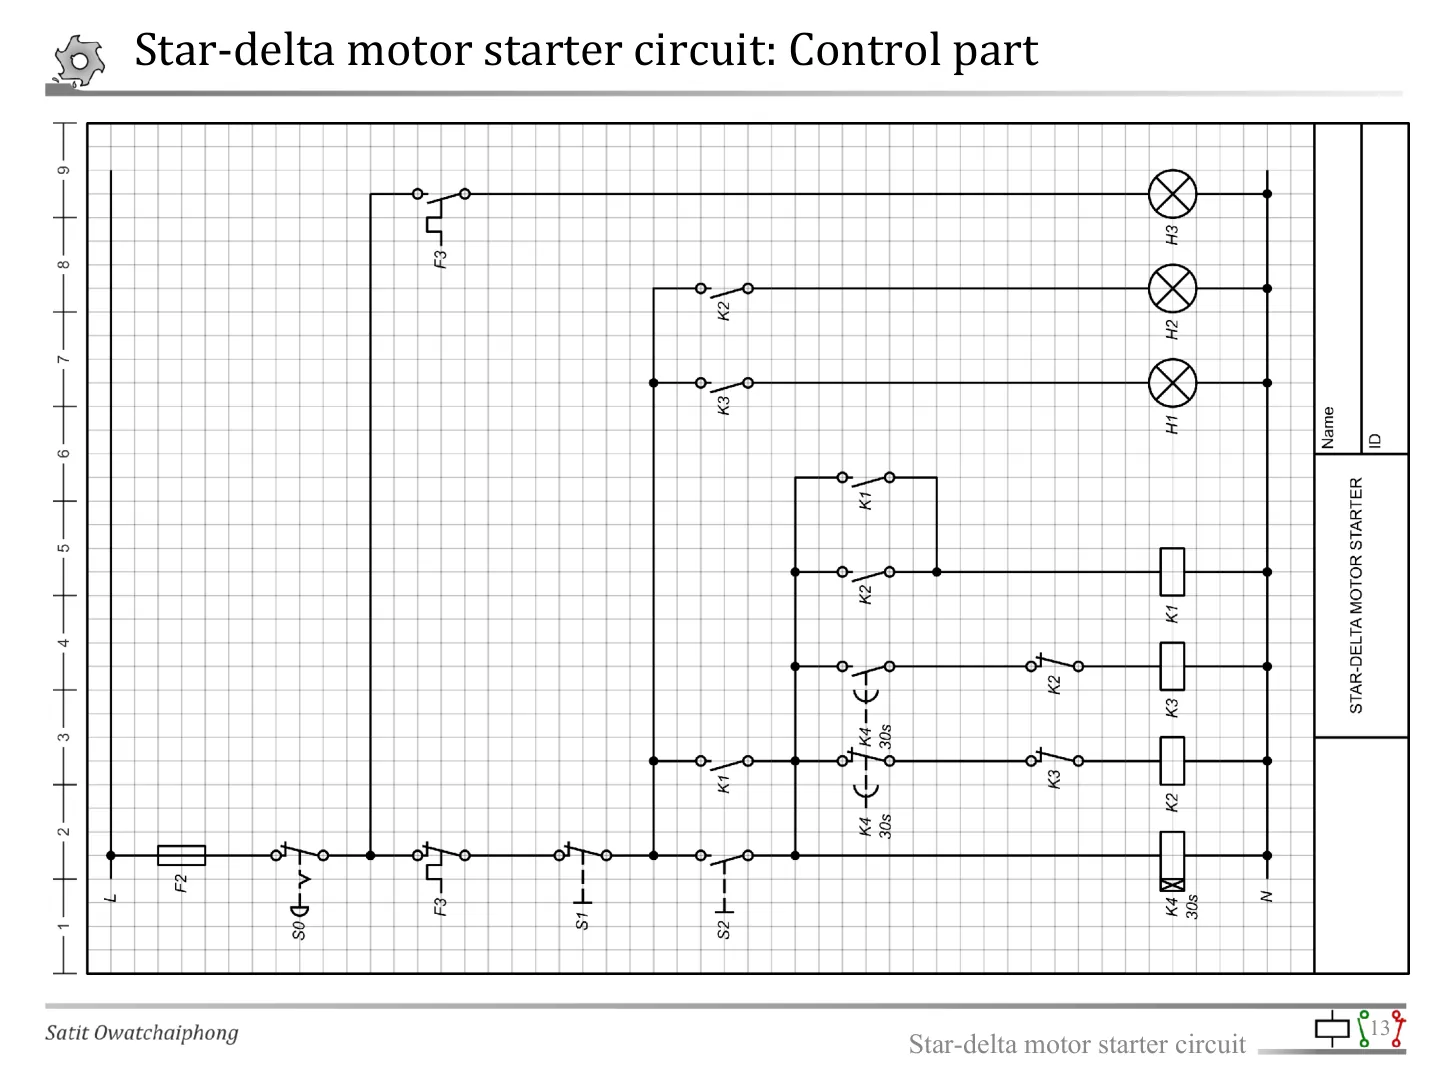 Star-delta motor starter circuit: Control part
9
8
7
6
5
4
3
2
1
F3
H3
K2
H2
K3
H1
K1
K2
K1
K4
30s
K2
K3
K1
K4
30s
K3
K2
L
F2
S0
F3
S1
S2
K4
30s
N
Name
ID
STAR-DELTA MOTOR STARTER
Satit Owatchaiphong
Star-delta motor starter circuit
13